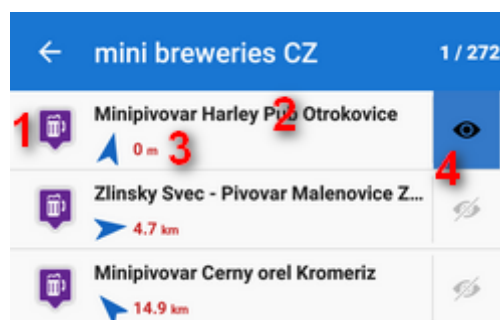 mini breweries CZ 1 / 272
1 Minipivovar Harley Pub Otrokovice 2
0 m 3
4
Zlinsky Svec - Pivovar Malenovice Z...
4.7 km
Minipivovar Cerny orel Kromeriz
14.9 km